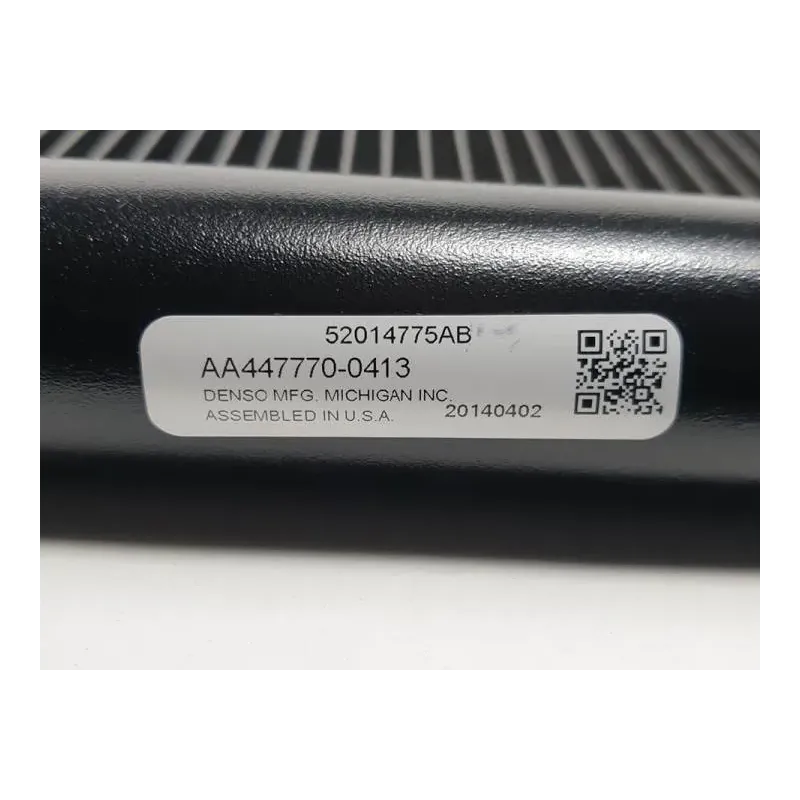 52014775AB
AA447770-0413
DENSO MFG. MICHIGAN INC.
ASSEMBLED IN U.S.A. 20140402